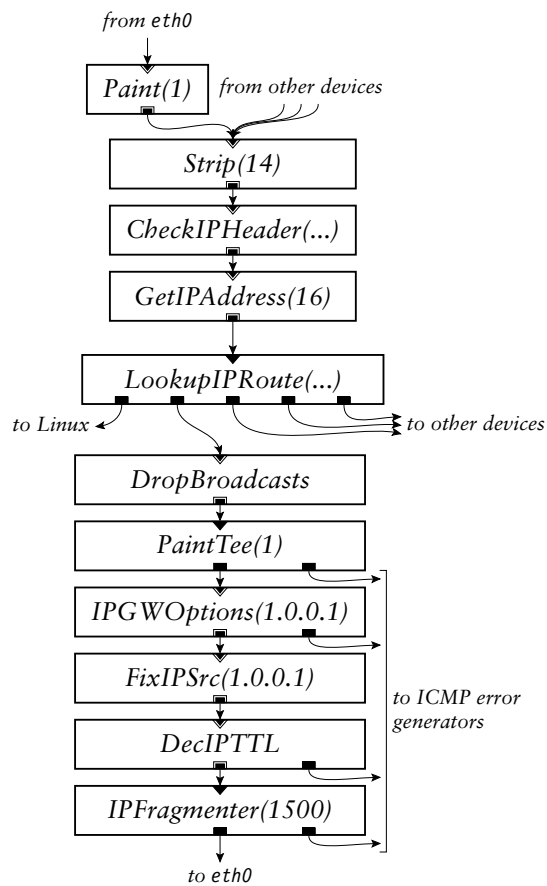 from eth0
Paint(1)
from other devices
Strip(14)
CheckIPHeader(...)
GetIPAddress(16)
LookupIPRoute(...)
to Linux
to other devices
DropBroadcasts
PaintTee(1)
IPGWOptions(1.0.0.1)
FixIPSrc(1.0.0.1)
to ICMP error
generators
DecIPTTL
IPFragmenter(1500)
to eth0